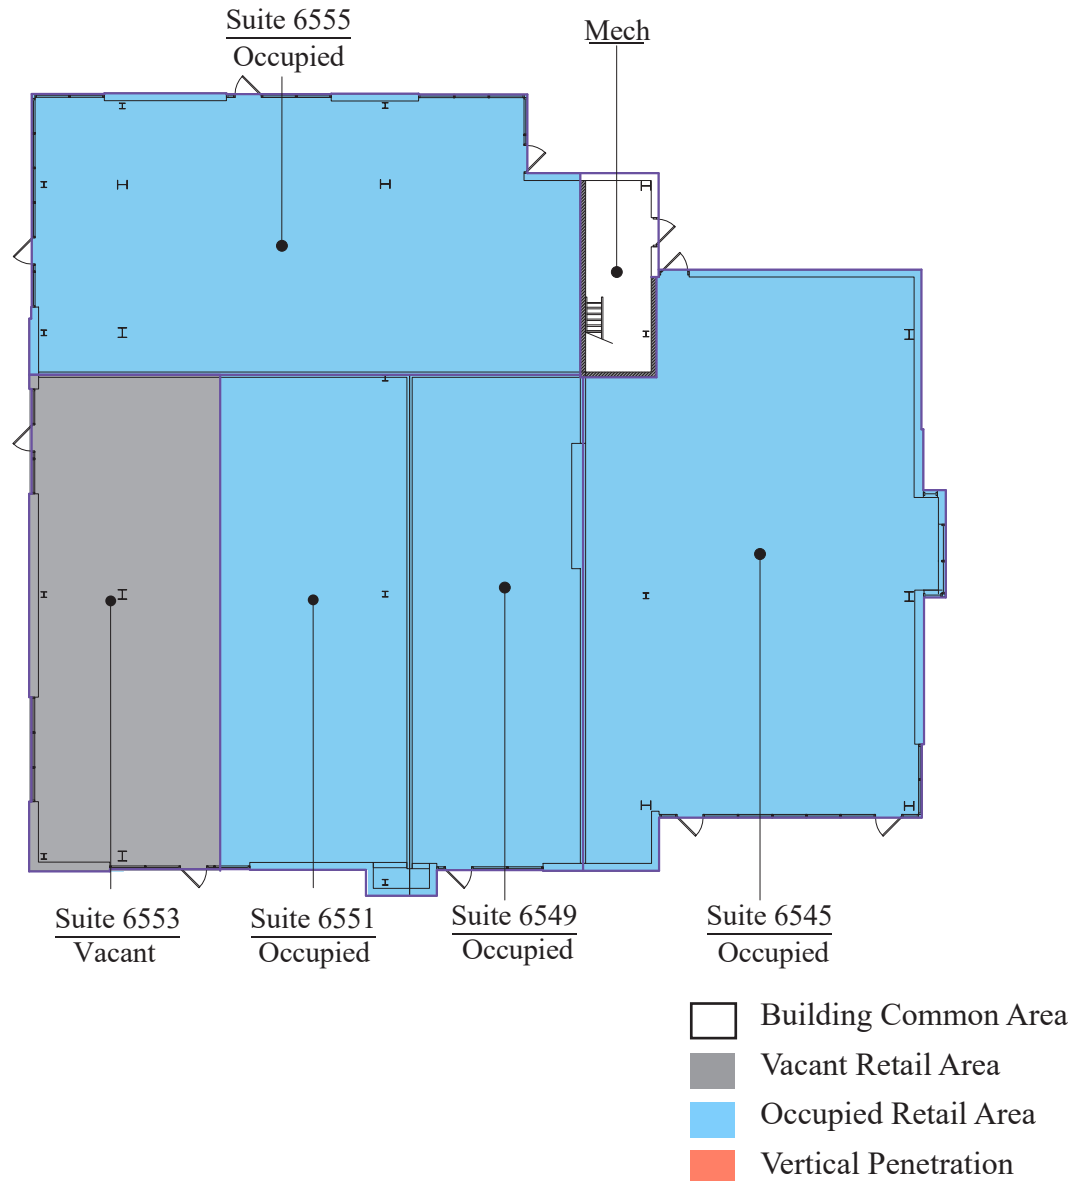 Suite 6555
Occupied
Mech
Suite 6553
Vacant
Suite 6551
Occupied
Suite 6549
Occupied
Suite 6545
Occupied
Building Common Area
Vacant Retail Area
Occupied Retail Area
Vertical Penetration